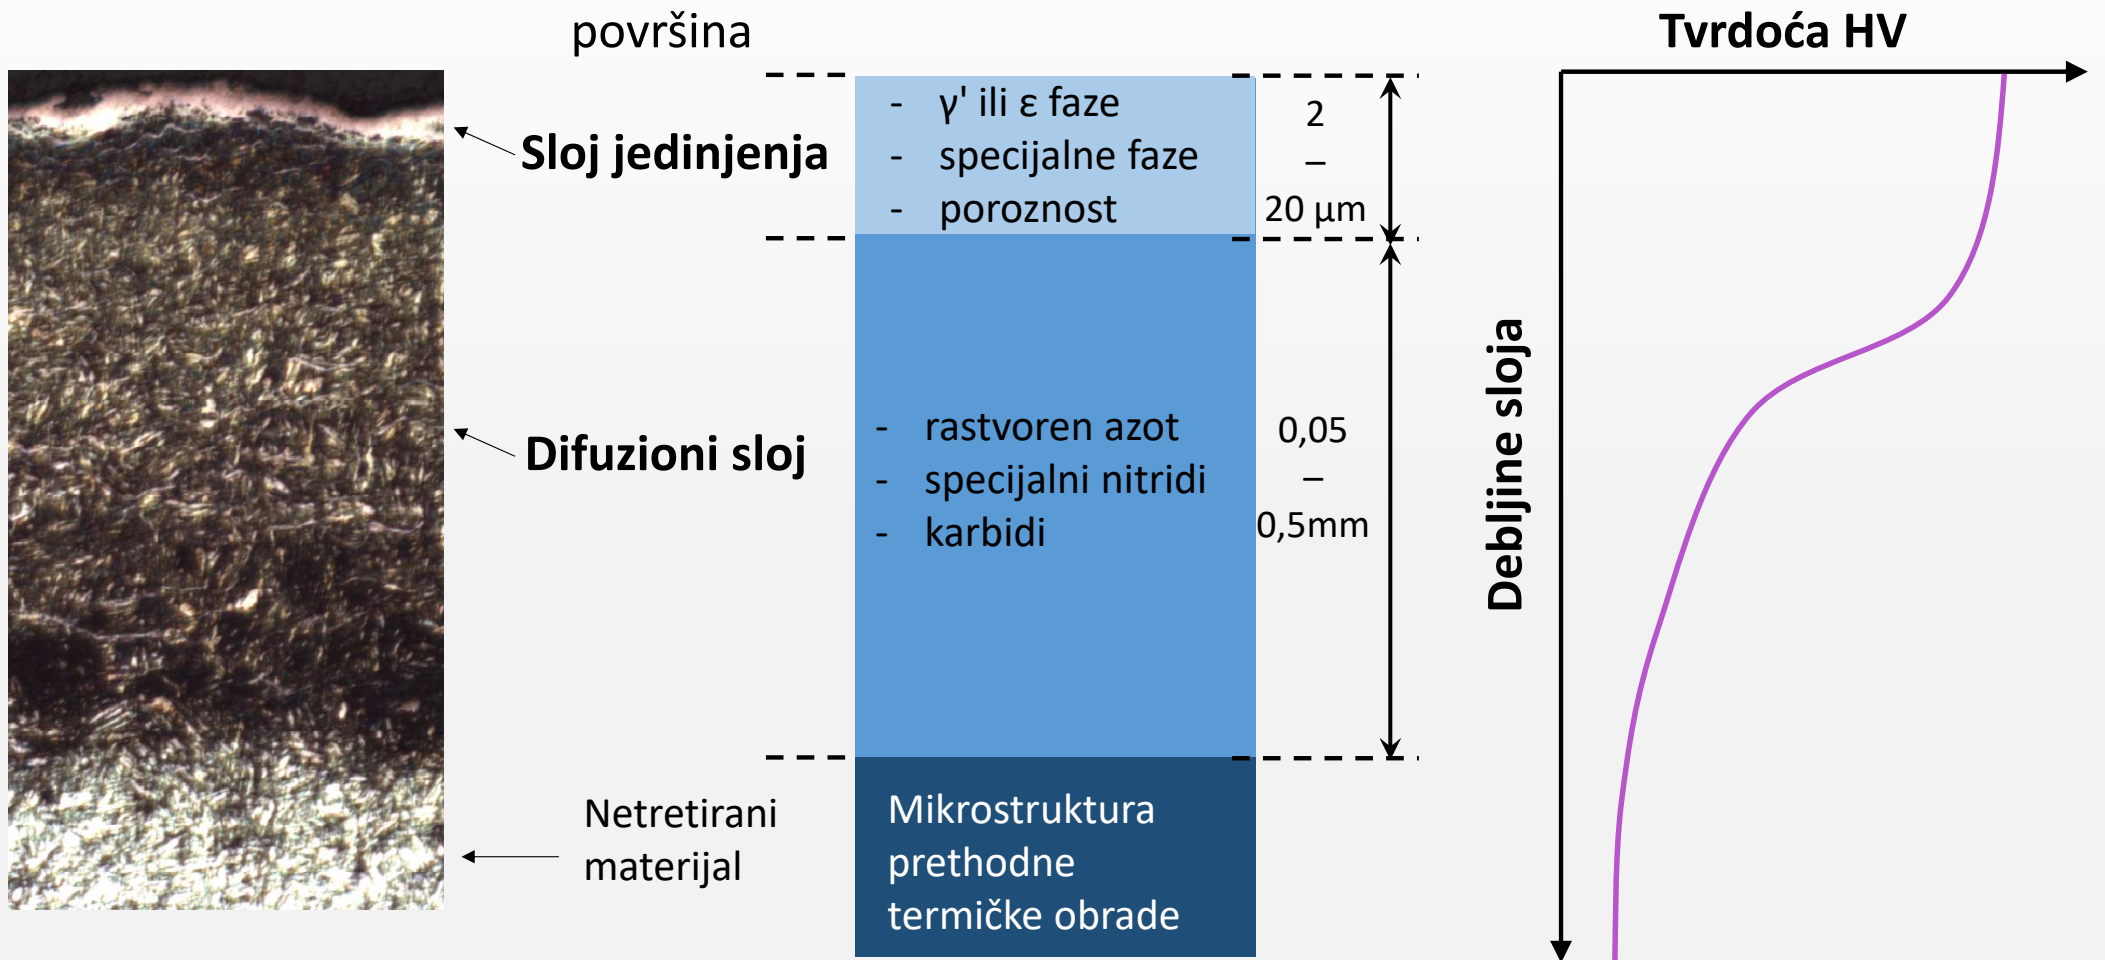 površina
Tvrdoća HV
Sloj jedinjenja
- γ' ili ε faze
- specijalne faze
- poroznost
2
–
20 μm
Difuzioni sloj
- rastvoren azot
- specijalni nitridi
- karbidi
0,05
–
0,5mm
Debljine sloja
Netretirani
materijal
Mikrostruktura
prethodne
termičke obrade